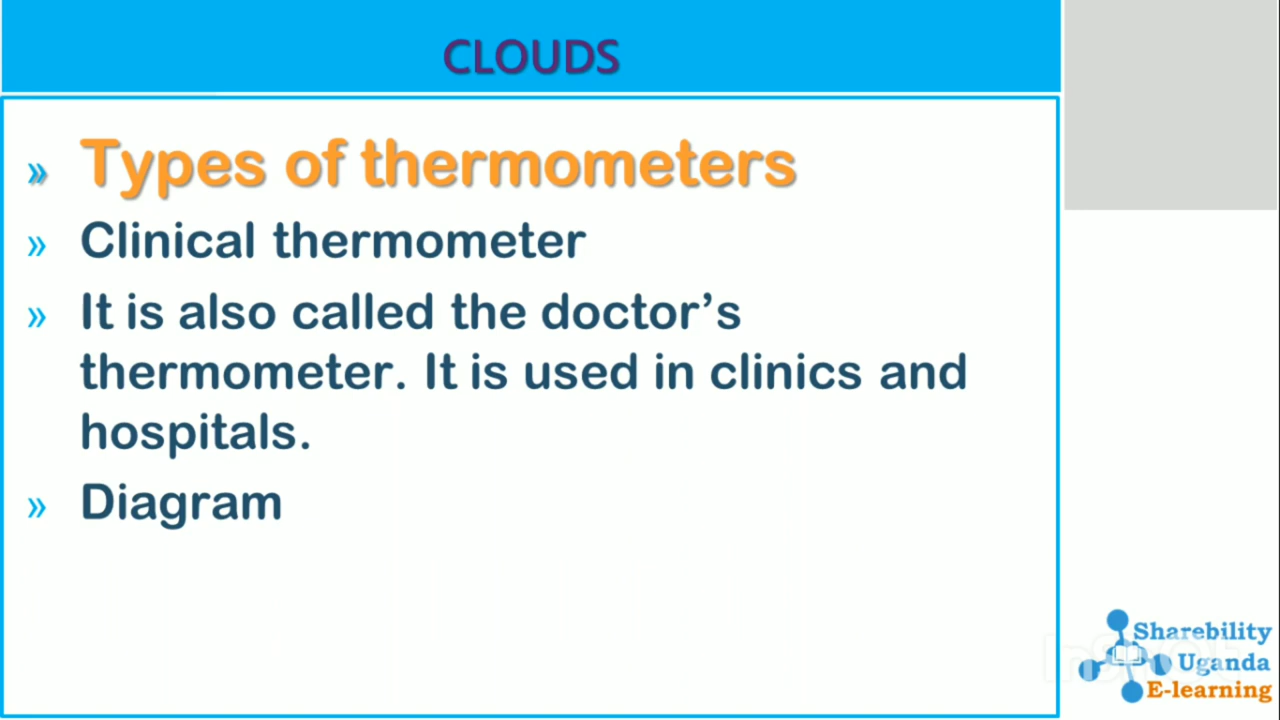 CLOUDS
» Types of thermometers
» Clinical thermometer
» It is also called the doctor’s
thermometer. It is used in clinics and
hospitals.
» Diagram
Sharebility
Uganda
E-learning